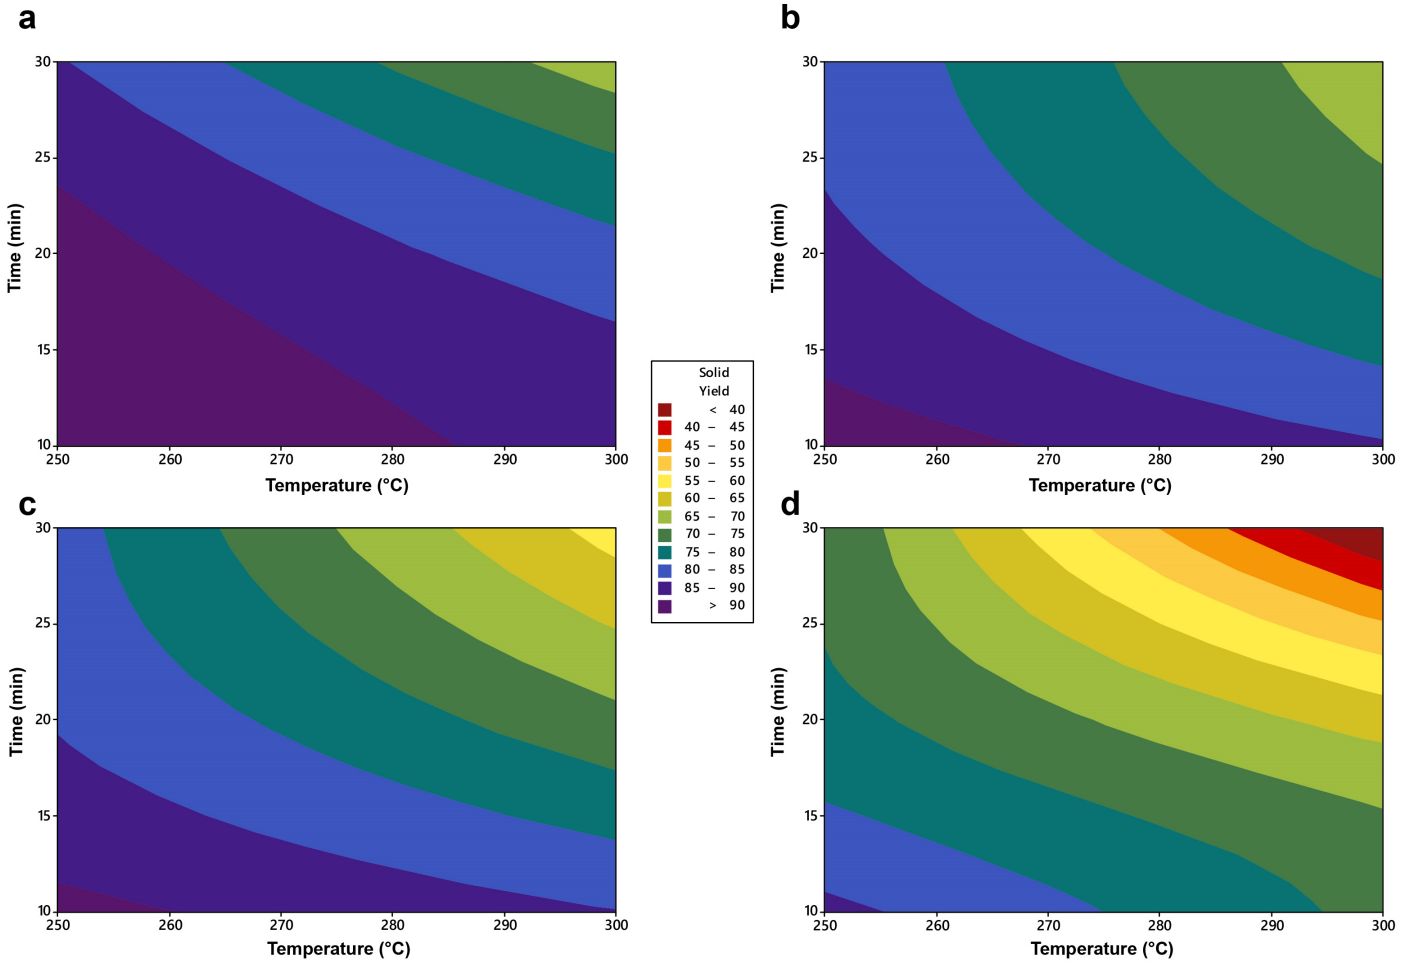 a
30
25
20
15
10
Time (min)
250 260 270 280 290 300
Temperature (°C)
b
30
25
20
15
10
Time (min)
250 260 270 280 290 300
Temperature (°C)
Solid
Yield
< 40
40 – 45
45 – 50
50 – 55
55 – 60
60 – 65
65 – 70
70 – 75
75 – 80
80 – 85
85 – 90
> 90
c
30
25
20
15
10
Time (min)
250 260 270 280 290 300
Temperature (°C)
d
30
25
20
15
10
Time (min)
250 260 270 280 290 300
Temperature (°C)